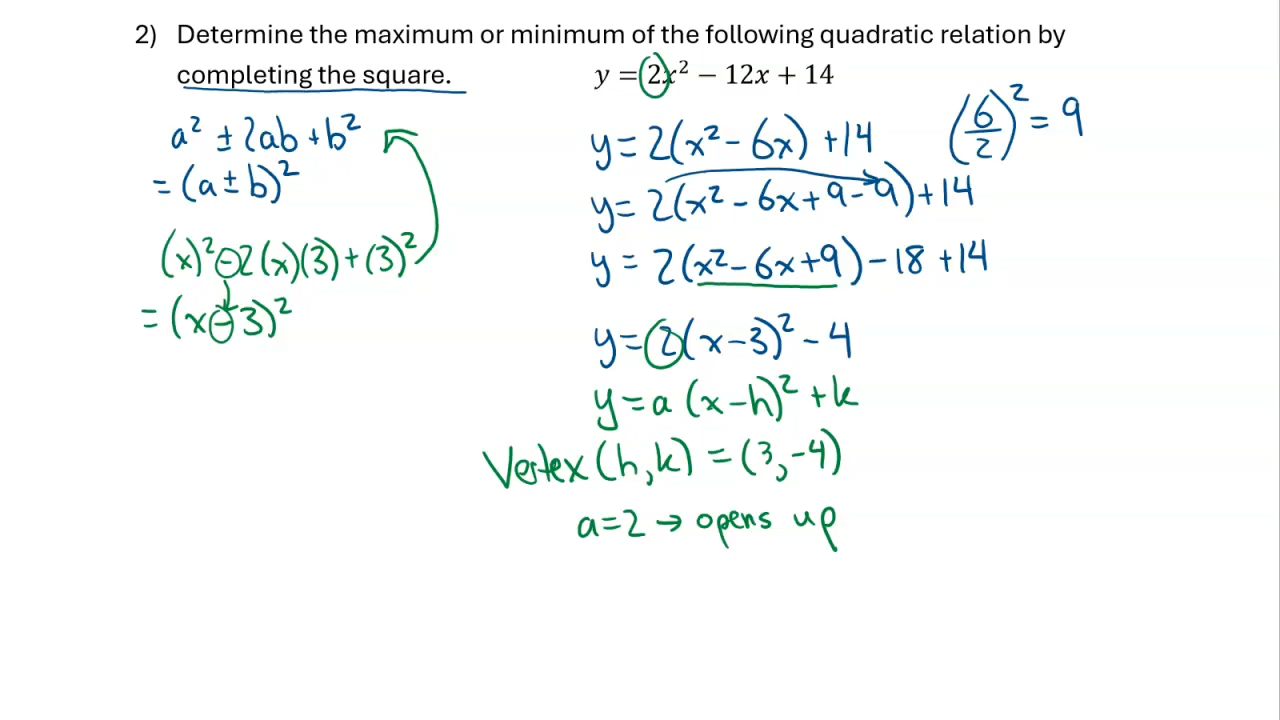 2) Determine the maximum or minimum of the following quadratic relation by
completing the square. y = 2x² − 12x + 14
a² ± 2ab + b²
= (a ± b)²
(x)² − 2(x)(3) + (3)²
= (x − 3)²
y = 2(x² − 6x) + 14
y = 2(x² − 6x + 9 − 9) + 14
y = 2(x² − 6x + 9) − 18 + 14
y = 2(x − 3)² − 4
y = a(x − h)² + k
Vertex (h, k) = (3, −4)
a = 2 → opens up
(6/2)² = 9